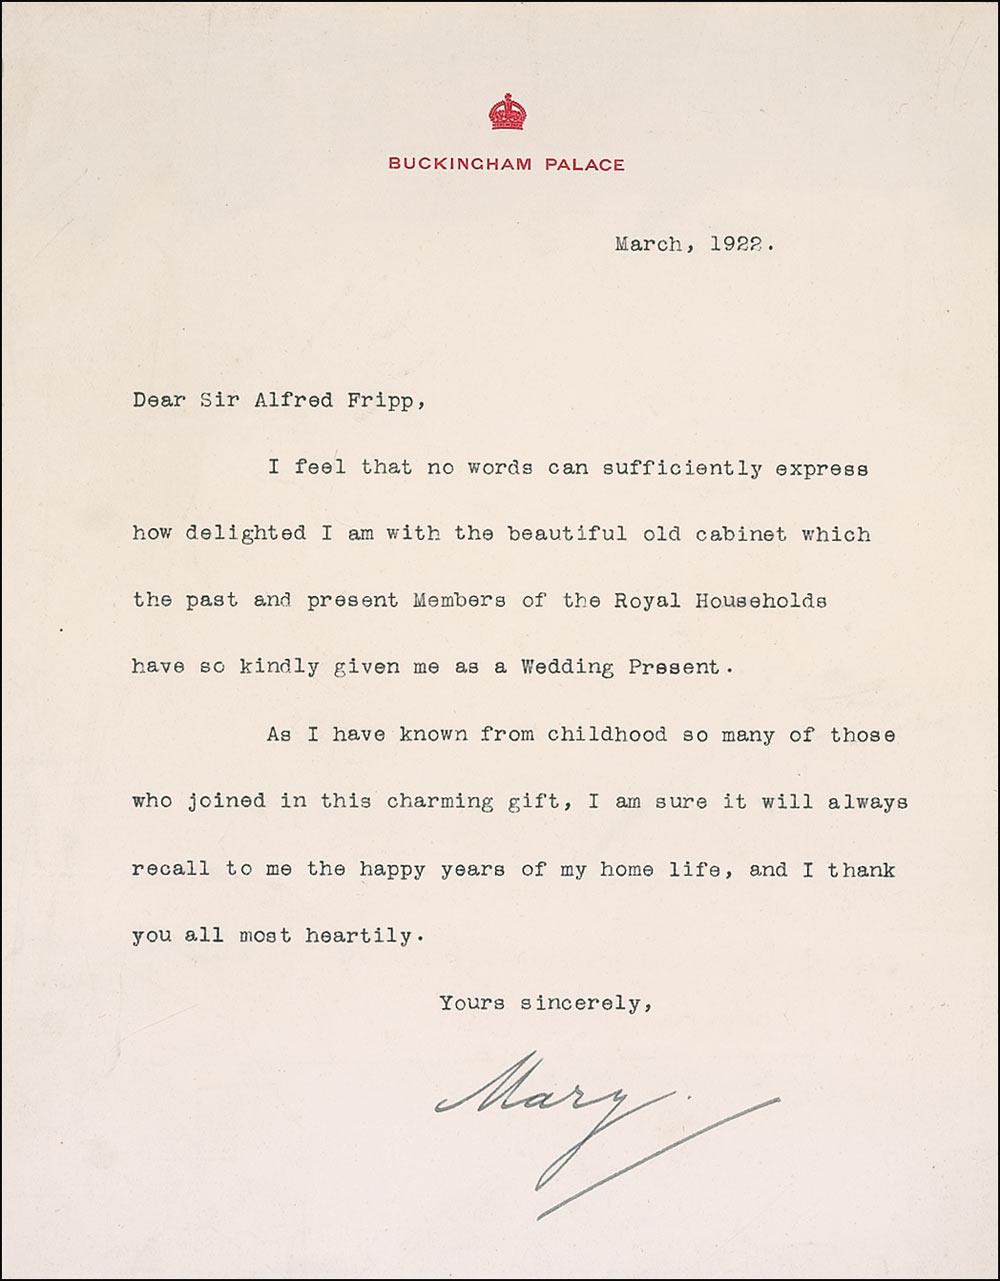 BUCKINGHAM PALACE
March, 1922.
Dear Sir Alfred Fripp,
I feel that no words can sufficiently express
how delighted I am with the beautiful old cabinet which
the past and present Members of the Royal Households
have so kindly given me as a Wedding Present.
As I have known from childhood so many of those
who joined in this charming gift, I am sure it will always
recall to me the happy years of my home life, and I thank
you all most heartily.
Yours sincerely,
Mary.